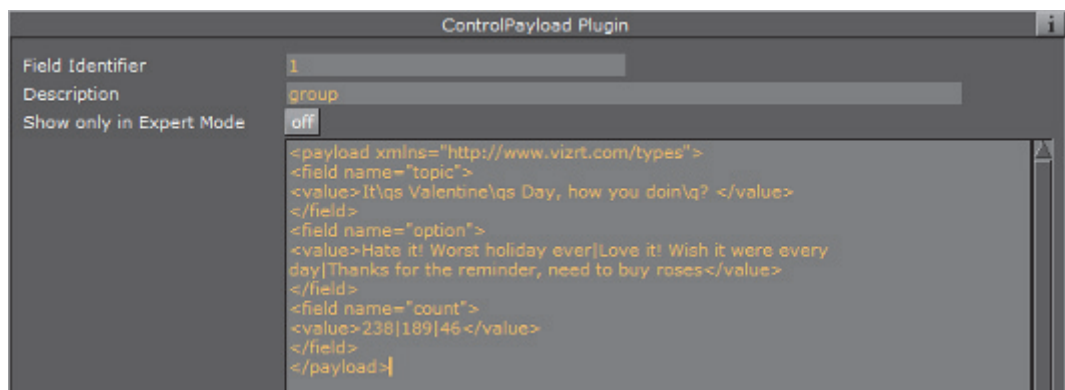 ControlPayload Plugin
i
Field Identifier 1
Description group
Show only in Expert Mode off
<payload xmlns="http://www.vizrt.com/types">
<field name="topic">
<value>It\qs Valentine\qs Day, how you doin\q? </value>
</field>
<field name="option">
<value>Hate it! Worst holiday ever|Love it! Wish it were every
day|Thanks for the reminder, need to buy roses</value>
</field>
<field name="count">
<value>238|189|46</value>
</field>
</payload>